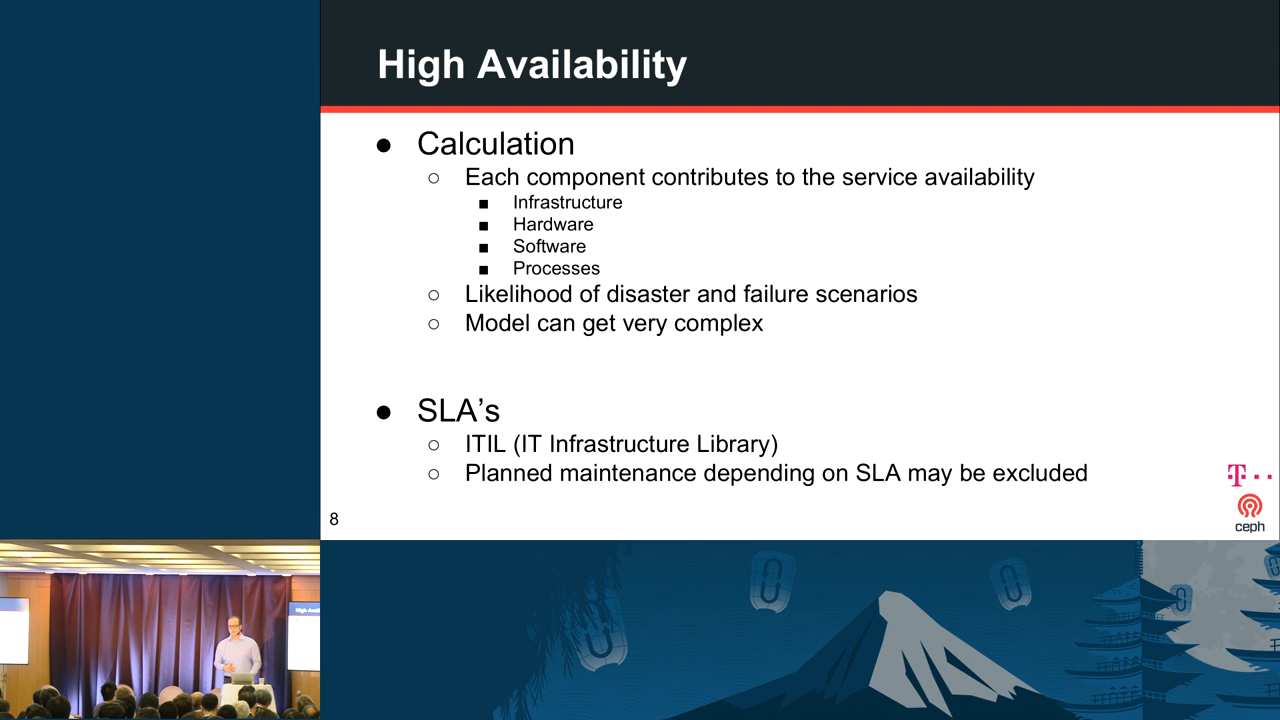 High Availability
● Calculation
○ Each component contributes to the service availability
■ Infrastructure
■ Hardware
■ Software
■ Processes
○ Likelihood of disaster and failure scenarios
○ Model can get very complex
● SLA’s
○ ITIL (IT Infrastructure Library)
○ Planned maintenance depending on SLA may be excluded
T··
ceph
8